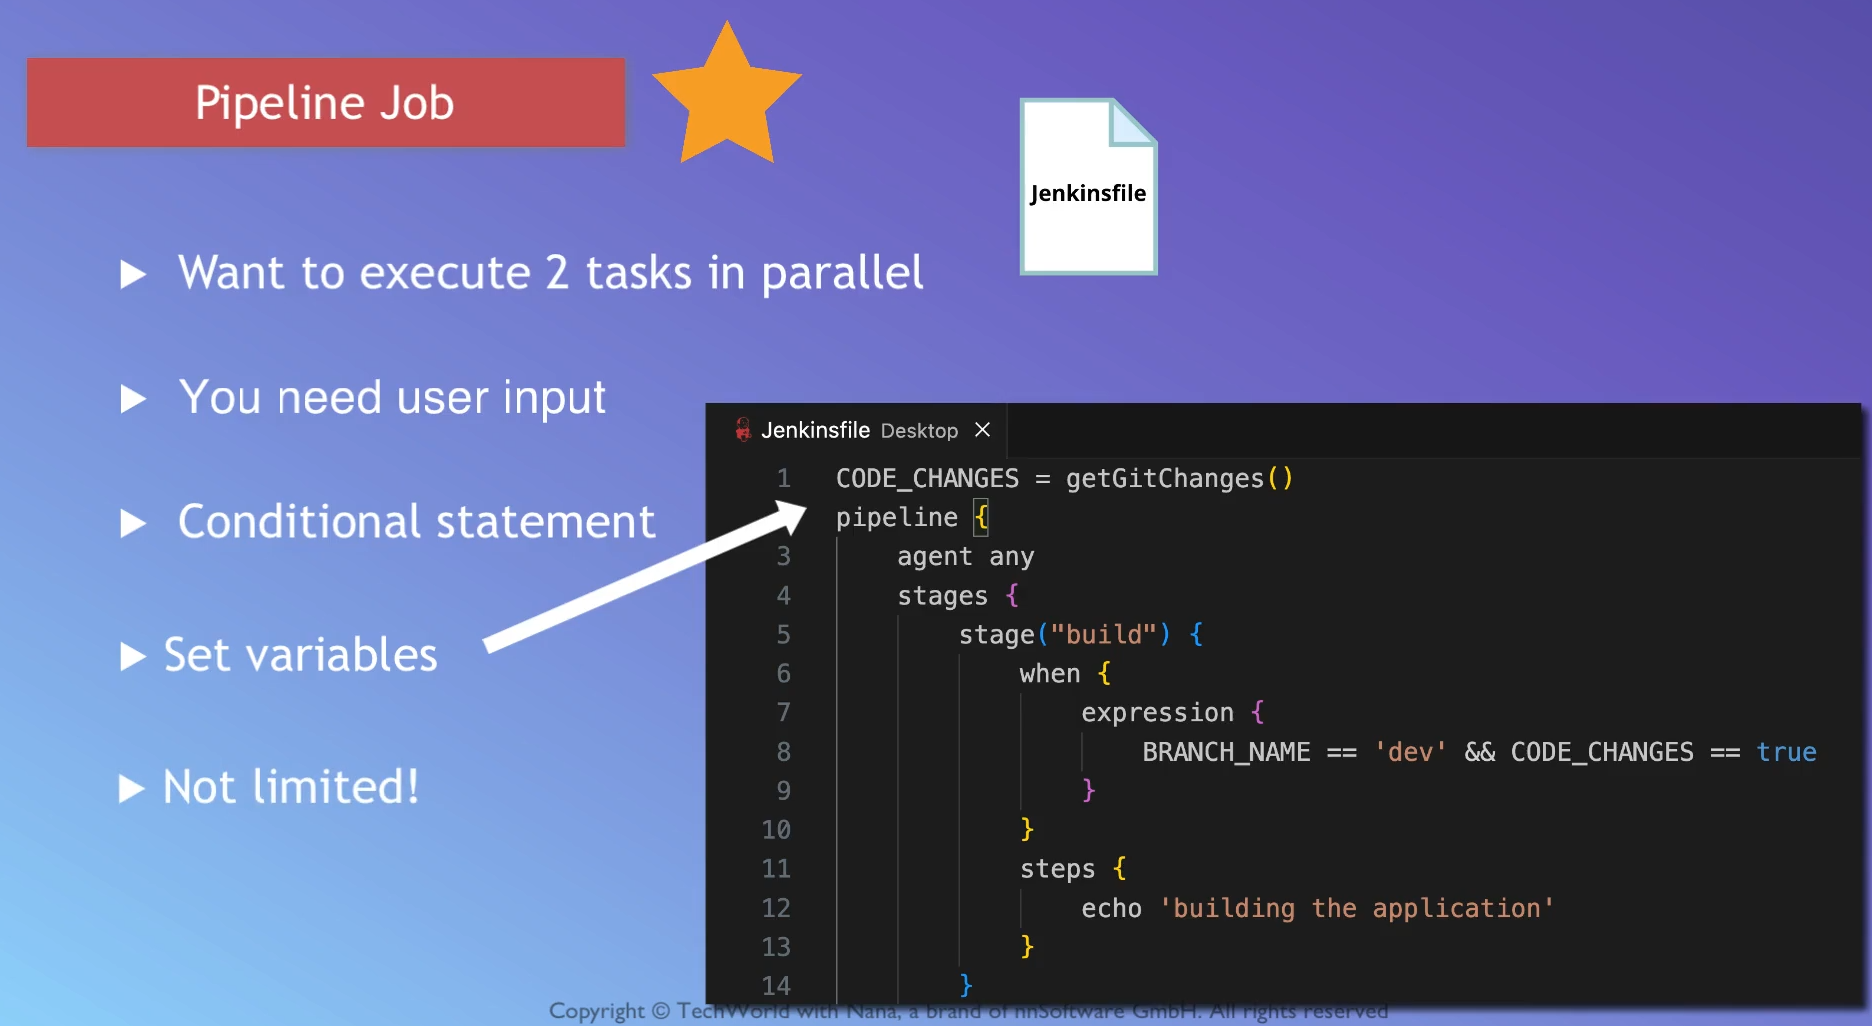 Pipeline Job
Jenkinsfile
Want to execute 2 tasks in parallel
You need user input
Conditional statement
Set variables
Not limited!
Jenkinsfile Desktop
1 CODE_CHANGES = getGitChanges()
pipeline {
3 agent any
4 stages {
5 stage("build") {
6 when {
7 expression {
8 BRANCH_NAME == 'dev' && CODE_CHANGES == true
9 }
10 }
11 steps {
12 echo 'building the application'
13 }
14 }
Copyright © TechWorld with Nana, a brand of nnSoftware GmbH. All rights reserved